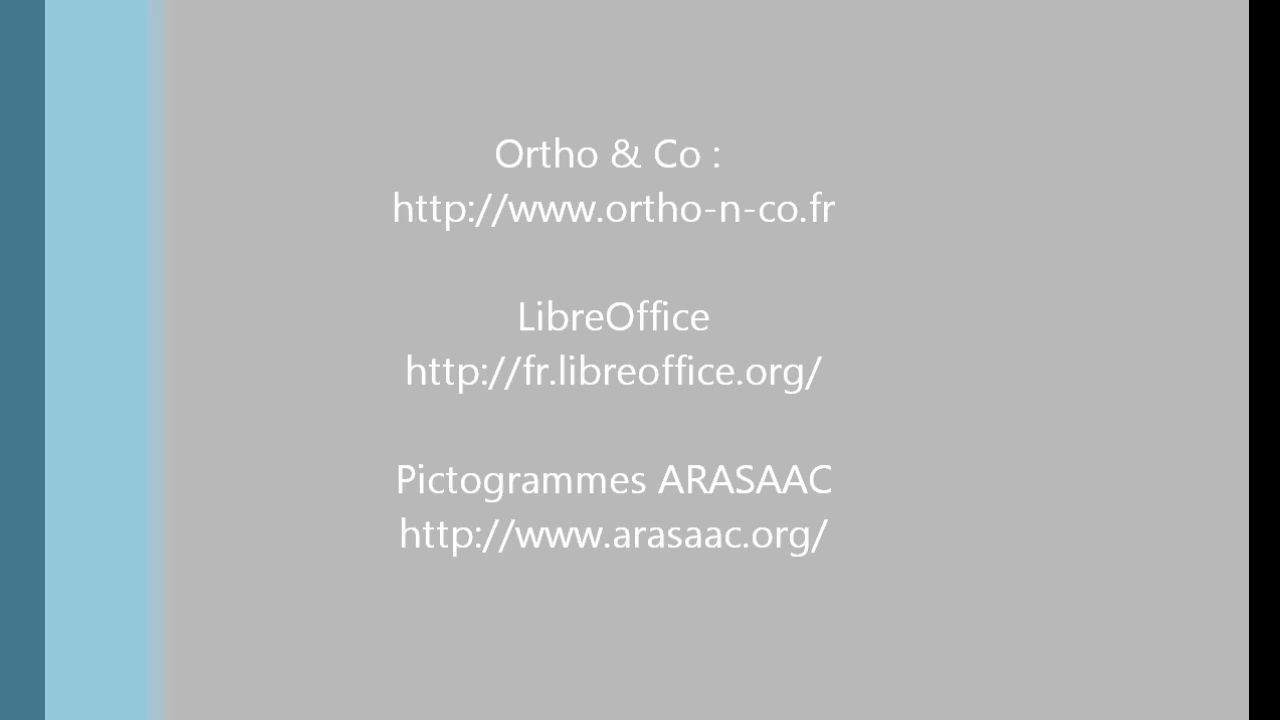 Ortho & Co :
http://www.ortho-n-co.fr
LibreOffice
http://fr.libreoffice.org/
Pictogrammes ARASAAC
http://www.arasaac.org/